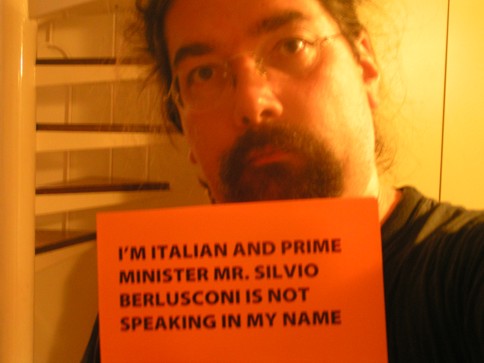 I'M ITALIAN AND PRIME
MINISTER MR. SILVIO
BERLUSCONI IS NOT
SPEAKING IN MY NAME